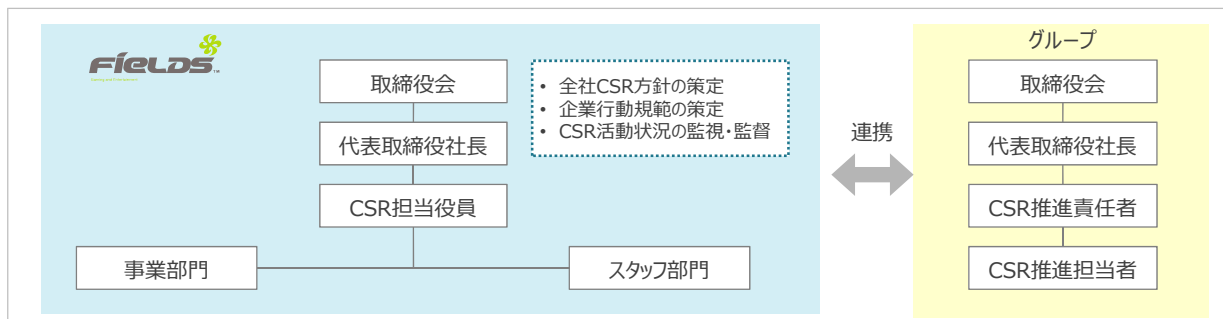 FIELDS
取締役会
代表取締役社長
CSR担当役員
事業部門
スタッフ部門
• 全社CSR方針の策定
• 企業行動規範の策定
• CSR活動状況の監視・監督
連携
グループ
取締役会
代表取締役社長
CSR推進責任者
CSR推進担当者